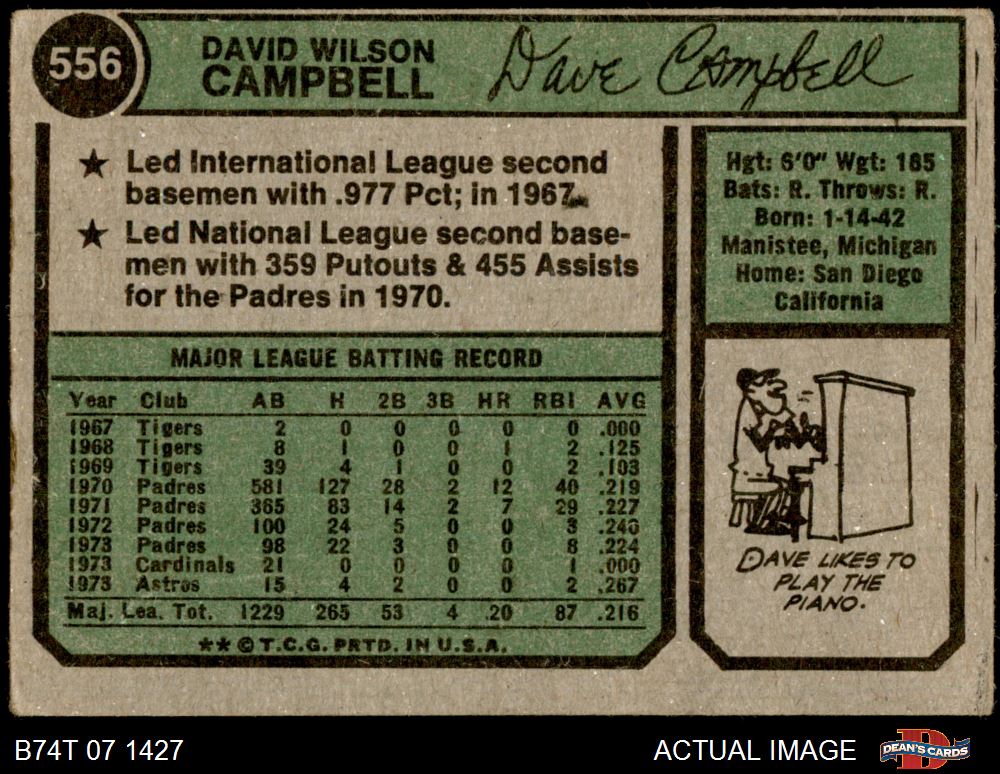 556
DAVID WILSON
CAMPBELL
Dave Campbell
★ Led International League second
basemen with .977 Pct; in 1967.
★ Led National League second base-
men with 359 Putouts & 455 Assists
for the Padres in 1970.
Hgt: 6'0" Wgt: 185
Bats: R. Throws: R.
Born: 1-14-42
Manistee, Michigan
Home: San Diego
California
MAJOR LEAGUE BATTING RECORD
Year Club AB H 2B 3B HR RBI AVG
1967 Tigers 2 0 0 0 0 0 .000
1968 Tigers 8 1 0 0 1 2 .125
1969 Tigers 39 4 1 0 0 2 .103
1970 Padres 581 127 28 2 12 40 .219
1971 Padres 365 83 14 2 7 29 .227
1972 Padres 100 24 5 0 0 3 .240
1973 Padres 98 22 3 0 0 8 .224
1973 Cardinals 21 0 0 0 0 1 .000
1973 Astros 15 4 2 0 0 2 .267
Maj. Lea. Tot. 1229 265 53 4 20 87 .216
**© T.C.G. PRTD. IN U.S.A.
DAVE LIKES TO
PLAY THE
PIANO.
B74T 07 1427
ACTUAL IMAGE
DEAN'S CARDS